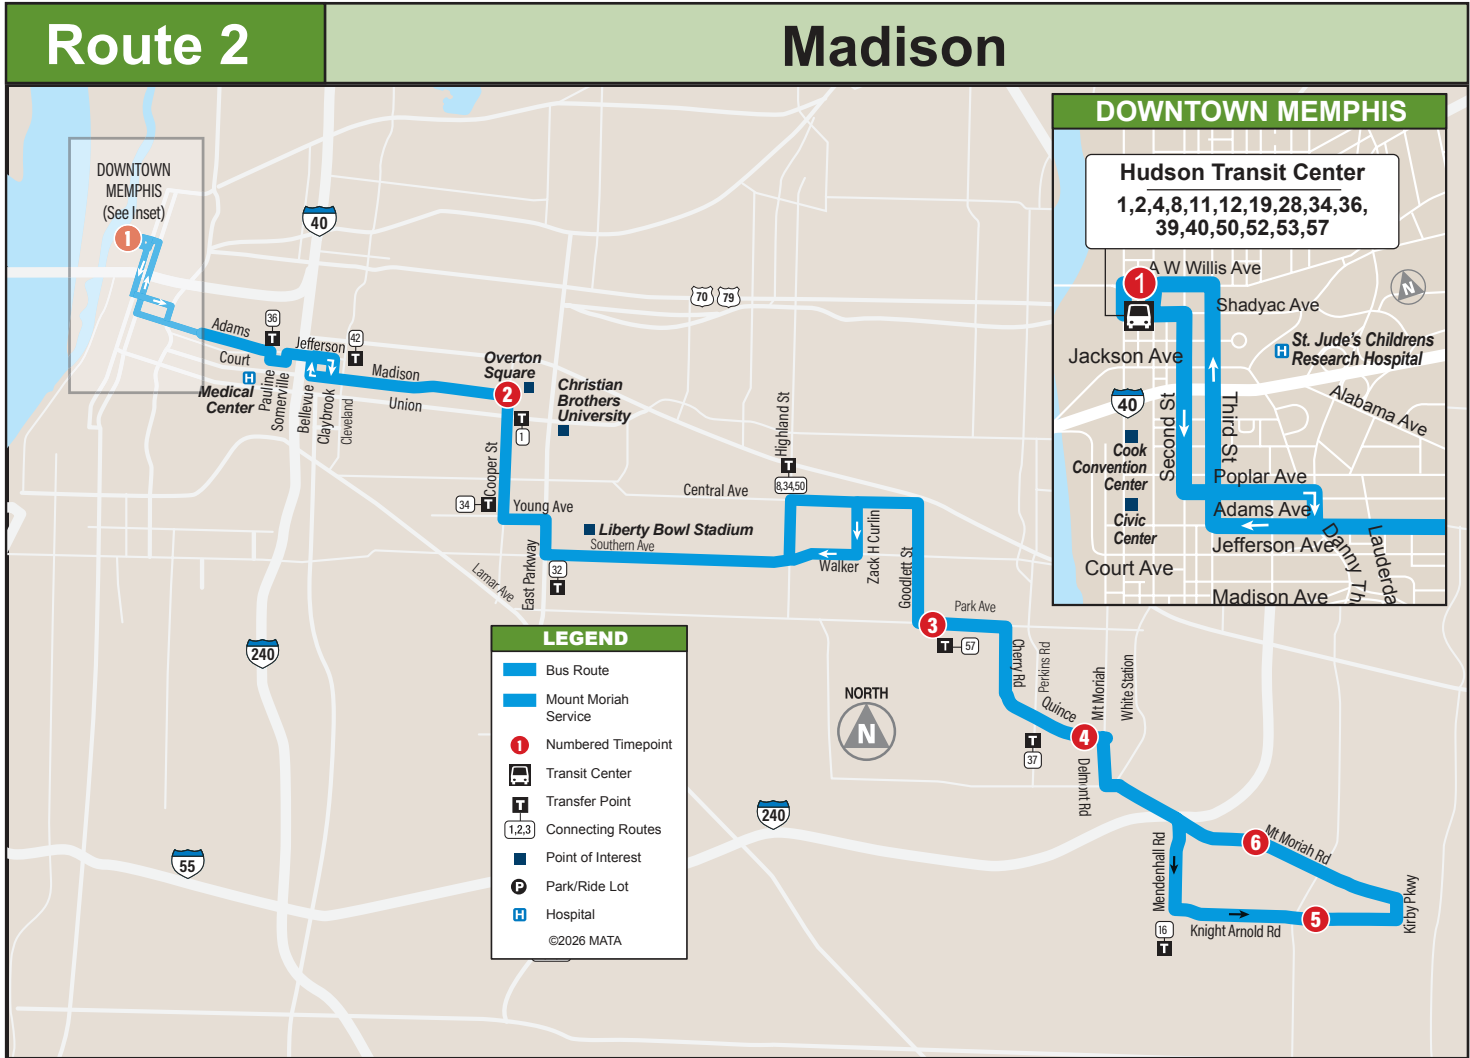 Route 2
Madison
DOWNTOWN
MEMPHIS
(See Inset)
1
40
70
79
36
Adams
Court
Jefferson
42
Medical
Center
Pauline
Somerville
Bellevue
Claybrook
Cleveland
Madison
Union
Overton
Square
2
Christian
Brothers
University
T
1
Cooper St
34
T
Young Ave
Liberty Bowl Stadium
Southern Ave
East Parkway
32
T
Lamar Ave
Central Ave
Highland St
T
8,34,50
Walker
Zack H Curlin
Goodlett St
3
Park Ave
T
57
Cherry Rd
Perkins Rd
Quince
Mt Moriah
White Station
4
T
37
Delmont Rd
NORTH
N
240
55
240
Mendenhall Rd
6
Mt Moriah Rd
5
Knight Arnold Rd
Kirby Pkwy
16
T
LEGEND
Bus Route
Mount Moriah
Service
1
Numbered Timepoint
Transit Center
T
Transfer Point
1,2,3
Connecting Routes
Point of Interest
P
Park/Ride Lot
H
Hospital
©2026 MATA
DOWNTOWN MEMPHIS
Hudson Transit Center
1,2,4,8,11,12,19,28,34,36,
39,40,50,52,53,57
A W Willis Ave
1
Shadyac Ave
N
Jackson Ave
H
St. Jude's Childrens
Research Hospital
40
Alabama Ave
Second St
Third St
Cook
Convention
Center
Poplar Ave
Adams Ave
Civic
Center
Jefferson Ave
Danny Th
Lauderda
Court Ave
Madison Ave